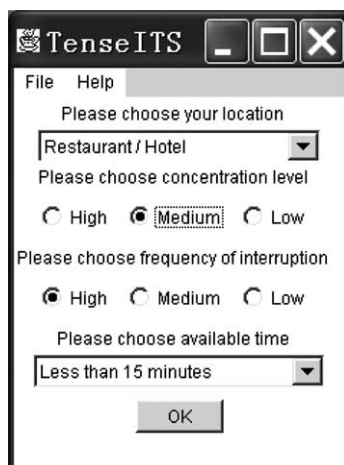 TenseITS
File Help
Please choose your location
Restaurant / Hotel
Please choose concentration level
High Medium Low
Please choose frequency of interruption
High Medium Low
Please choose available time
Less than 15 minutes
OK